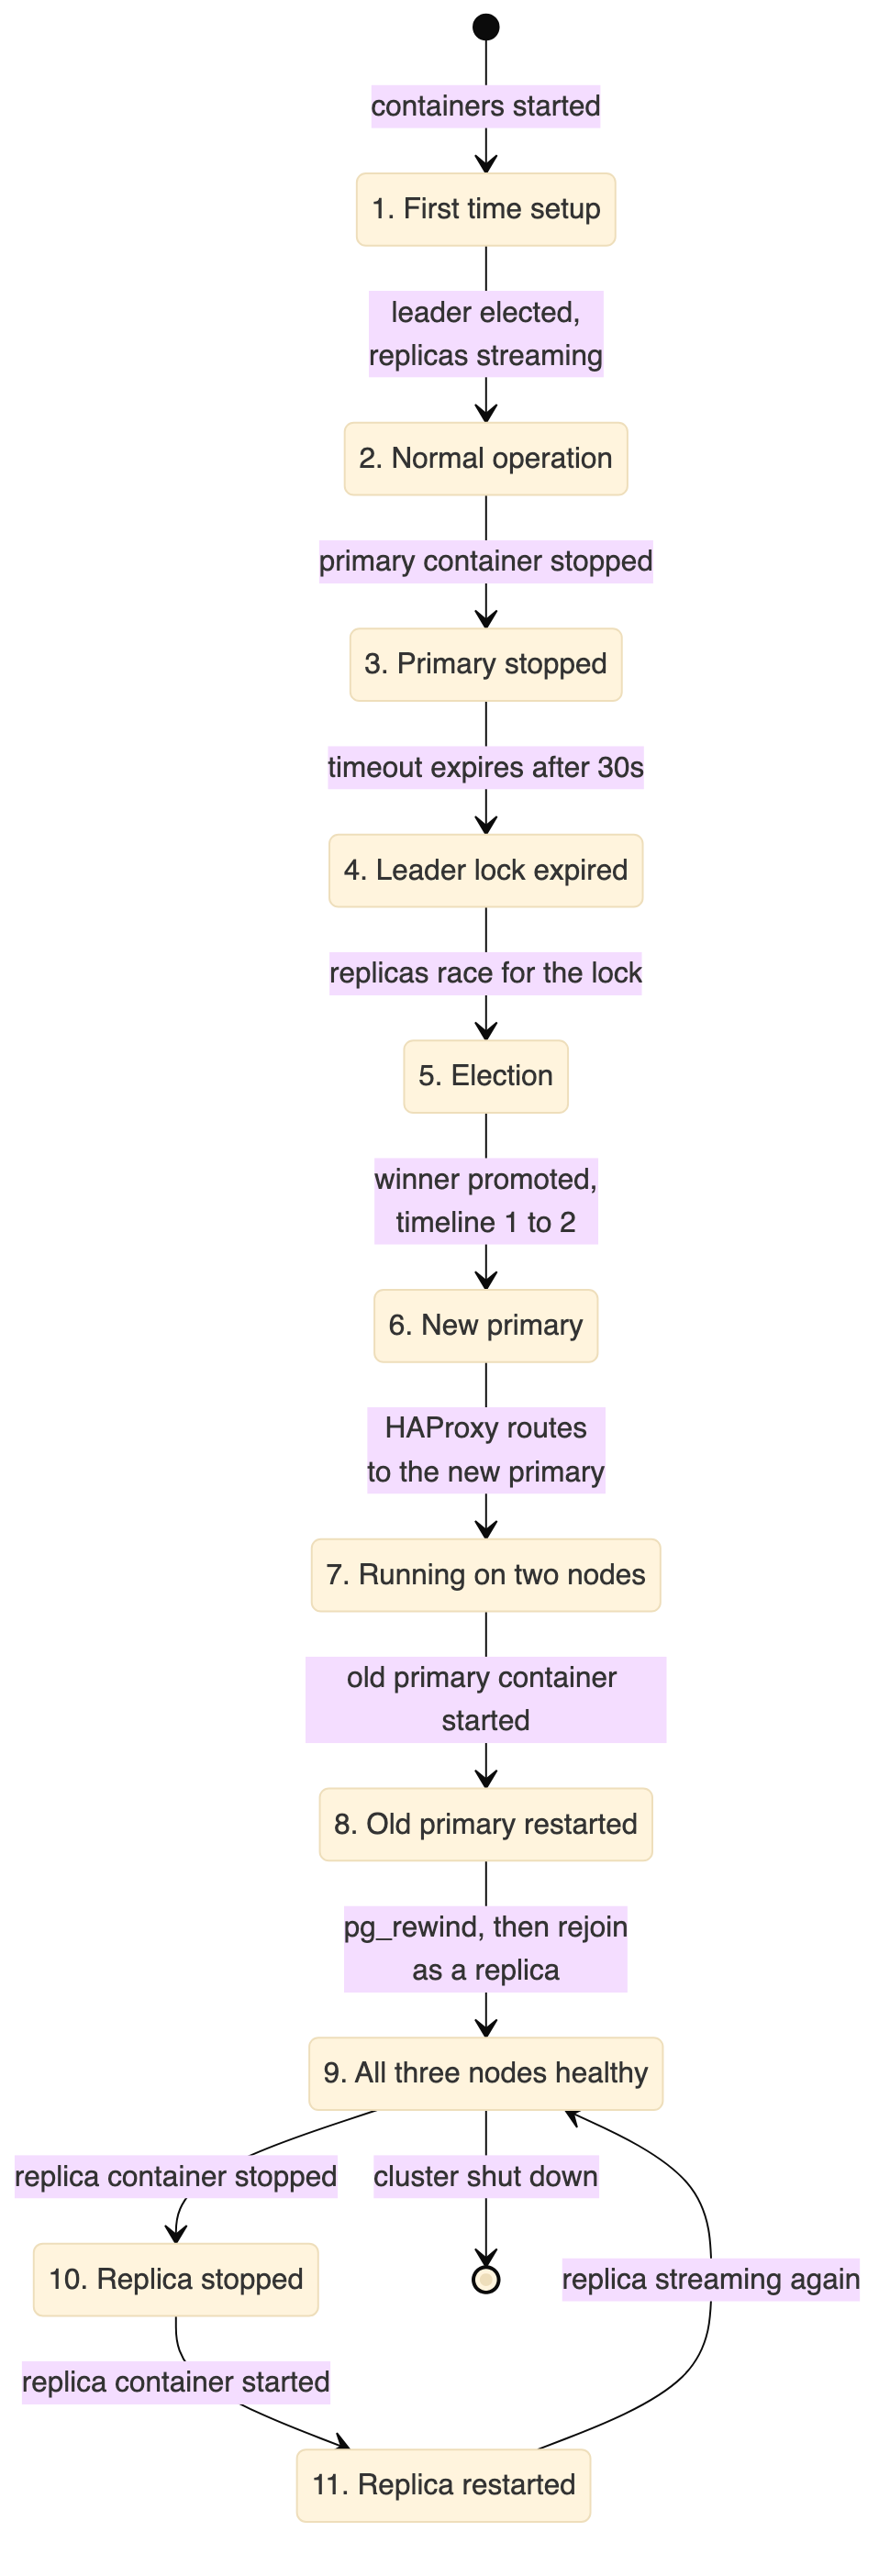 containers started
1. First time setup
leader elected,
replicas streaming
2. Normal operation
primary container stopped
3. Primary stopped
timeout expires after 30s
4. Leader lock expired
replicas race for the lock
5. Election
winner promoted,
timeline 1 to 2
6. New primary
HAProxy routes
to the new primary
7. Running on two nodes
old primary container
started
8. Old primary restarted
pg_rewind, then rejoin
as a replica
9. All three nodes healthy
replica container stopped
cluster shut down
10. Replica stopped
replica streaming again
replica container started
11. Replica restarted